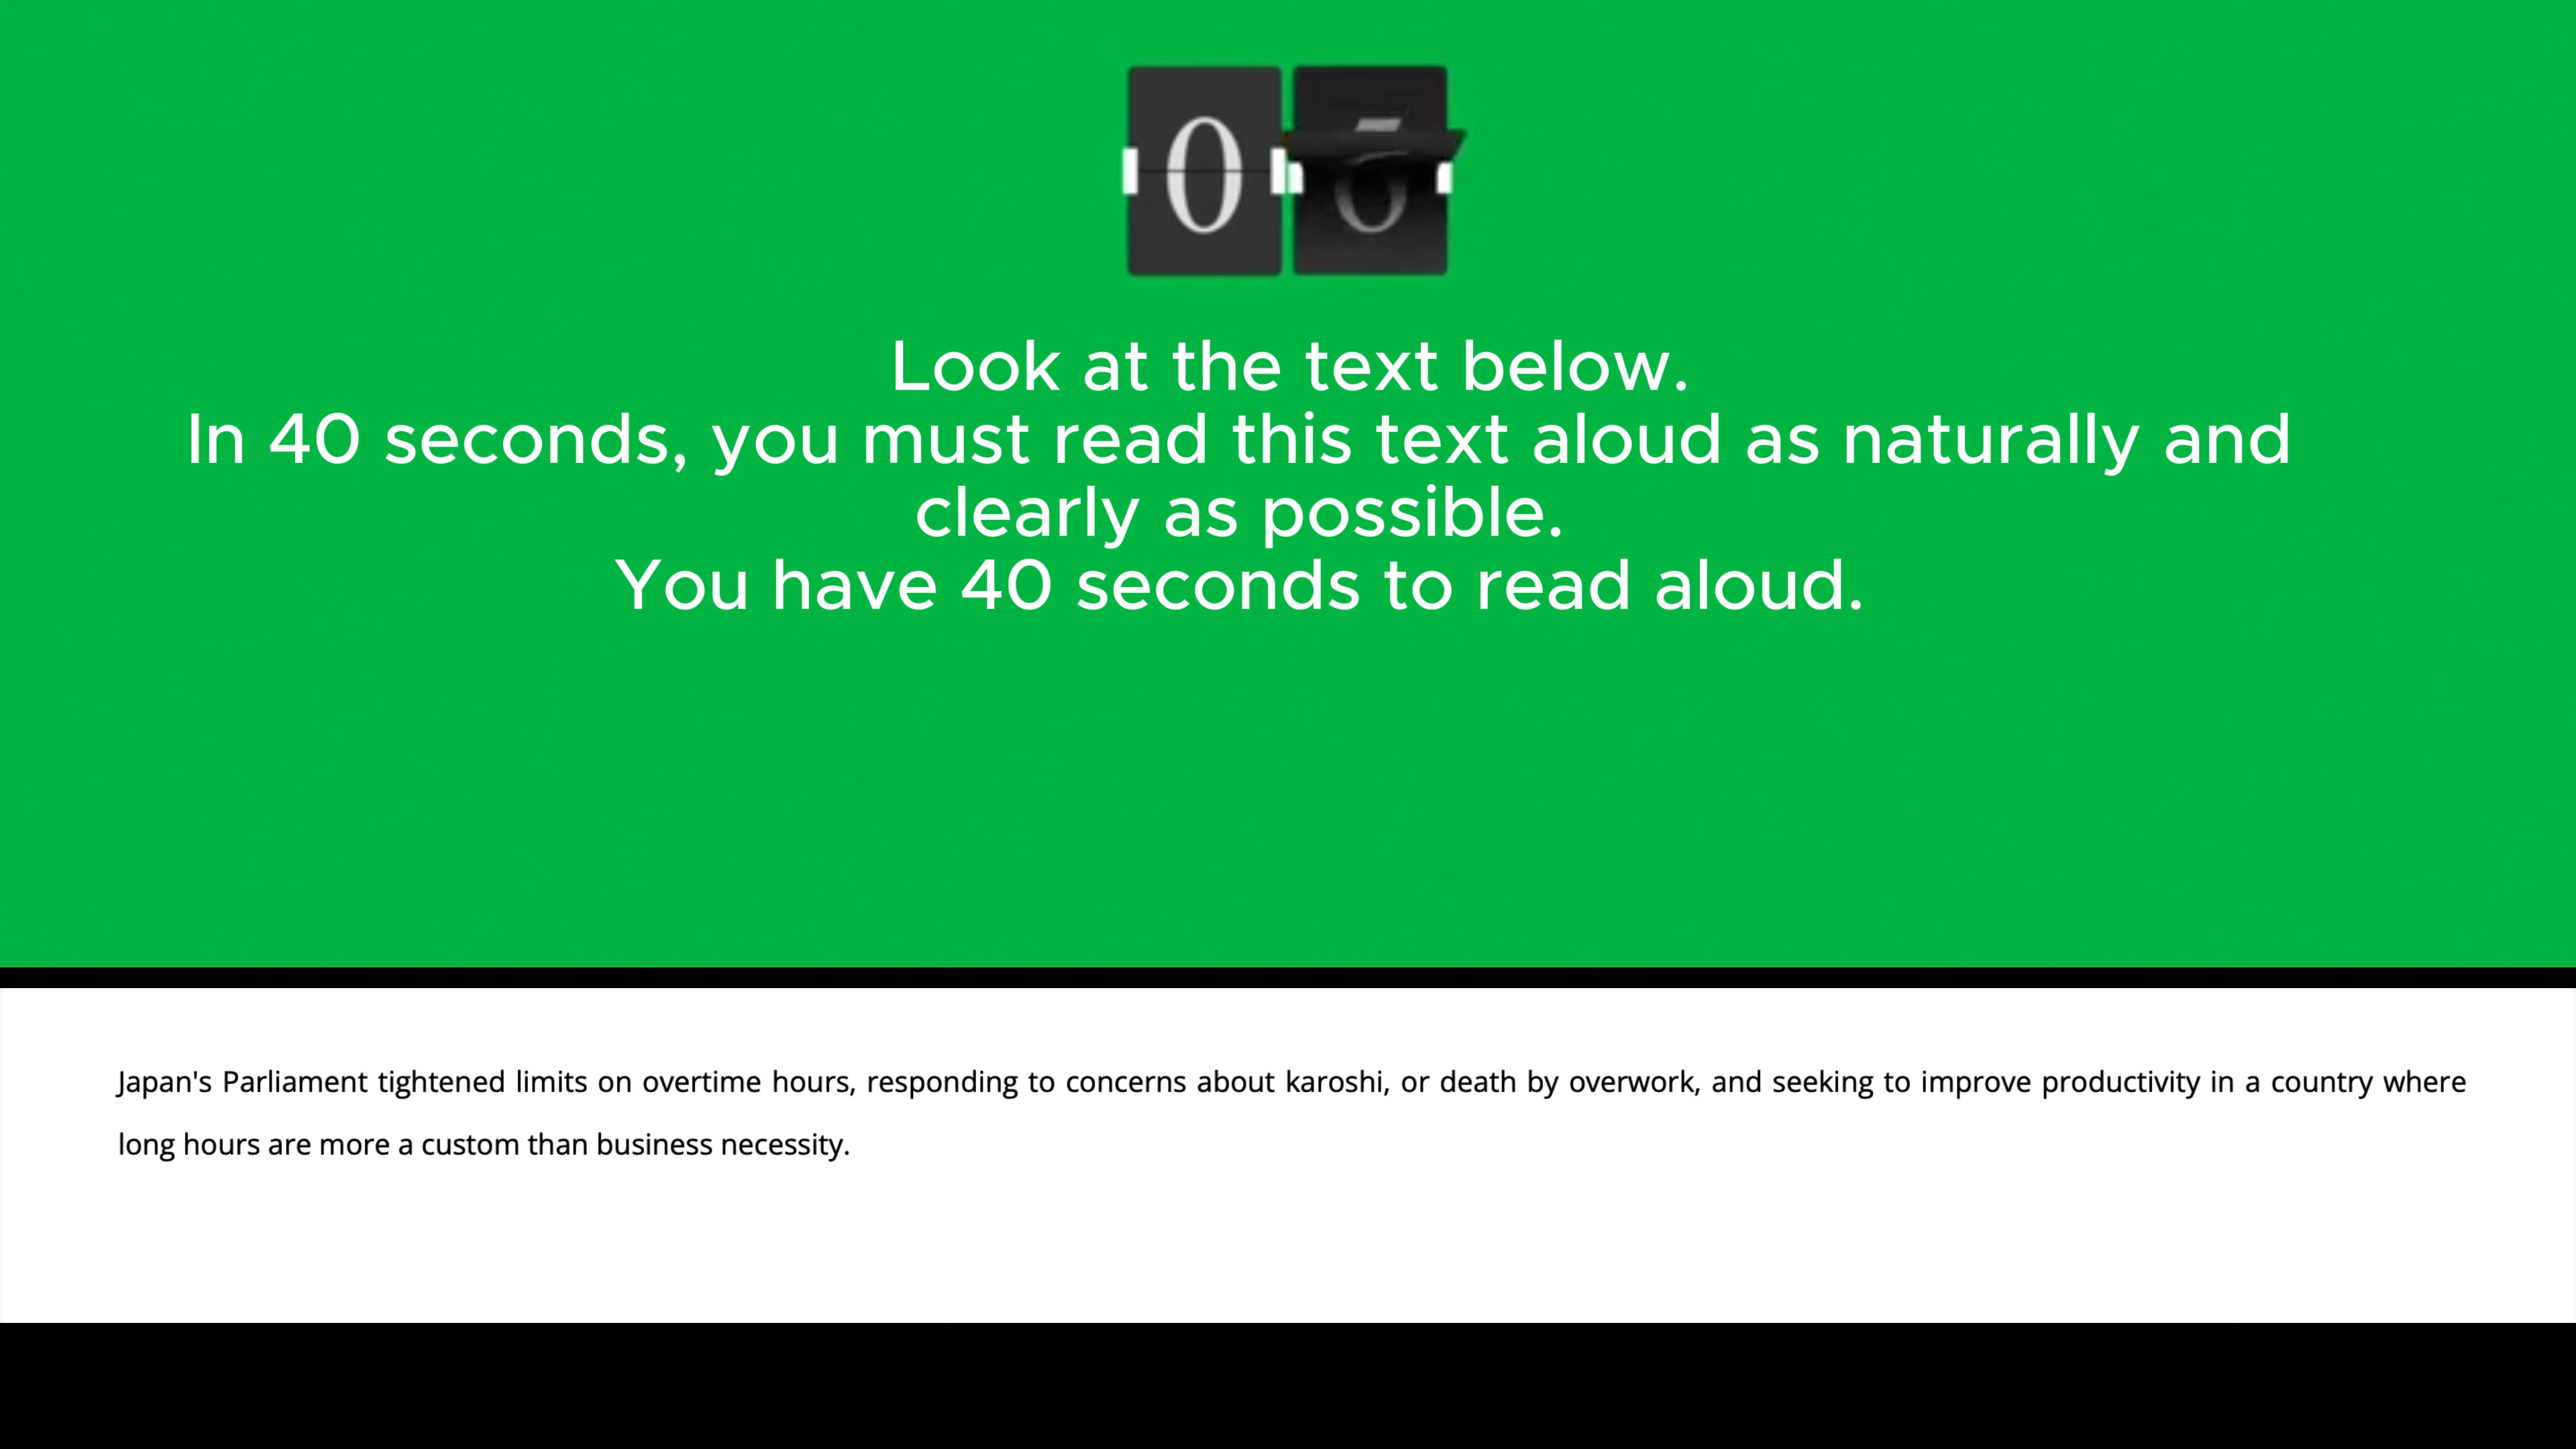 0
Look at the text below.
In 40 seconds, you must read this text aloud as naturally and
clearly as possible.
You have 40 seconds to read aloud.
Japan's Parliament tightened limits on overtime hours, responding to concerns about karoshi, or death by overwork, and seeking to improve productivity in a country where
long hours are more a custom than business necessity.